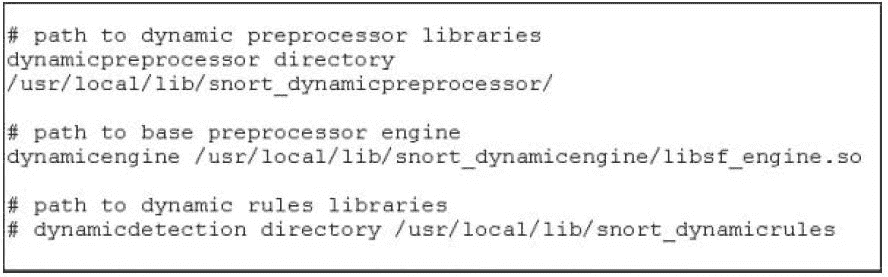 # path to dynamic preprocessor libraries
dynamicpreprocessor directory
/usr/local/lib/snort_dynamicpreprocessor/
# path to base preprocessor engine
dynamicengine /usr/local/lib/snort_dynamicengine/libsf_engine.so
# path to dynamic rules libraries
# dynamicdetection directory /usr/local/lib/snort_dynamicrules